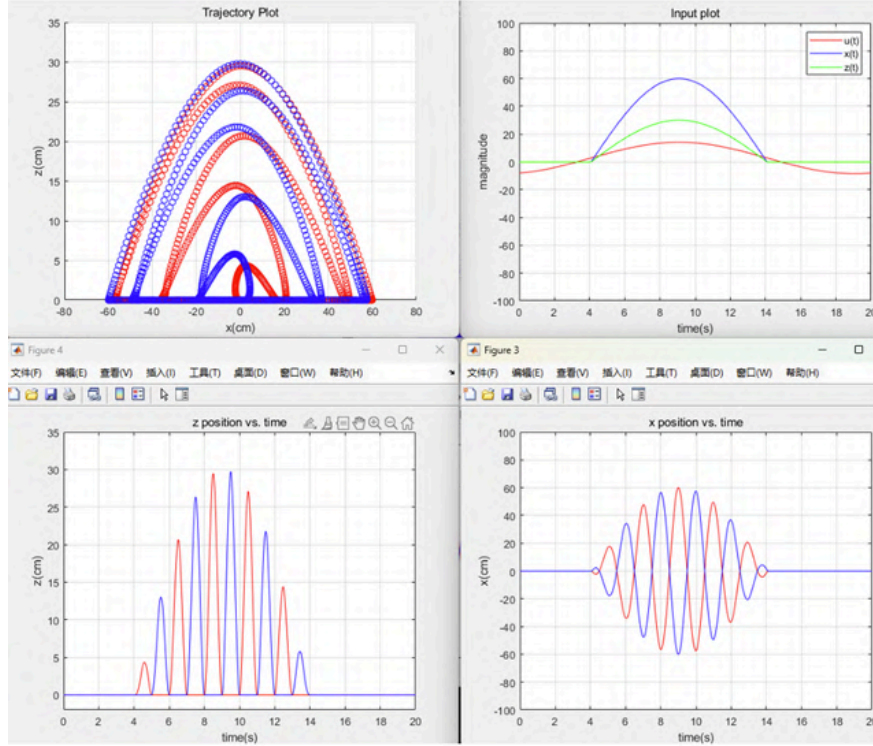 Trajectory Plot
35
30
25
20
15
10
5
0
z(cm)
-80 -60 -40 -20 0 20 40 60 80
x(cm)
Input plot
100
80
60
40
20
0
-20
-40
-60
-80
-100
magnitude
u(t)
x(t)
z(t)
0 2 4 6 8 10 12 14 16 18 20
time(s)
Figure 4
文件(F) 编辑(E) 查看(V) 插入(I) 工具(T) 桌面(D) 窗口(W) 帮助(H)
z position vs. time
35
30
25
20
15
10
5
0
z(cm)
0 2 4 6 8 10 12 14 16 18 20
time(s)
Figure 3
文件(F) 编辑(E) 查看(V) 插入(I) 工具(T) 桌面(D) 窗口(W) 帮助(H)
x position vs. time
100
80
60
40
20
0
-20
-40
-60
-80
-100
x(cm)
0 2 4 6 8 10 12 14 16 18 20
time(s)